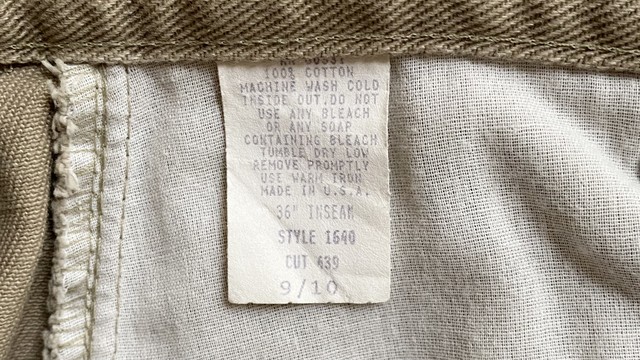 100% COTTON
MACHINE WASH COLD
INSIDE OUT.DO NOT
USE ANY BLEACH
OR ANY SOAP
CONTAINING BLEACH
TUMBLE DRY LOW
REMOVE PROMPTLY
USE WARM IRON
MADE IN U.S.A.
36" INSEAM
STYLE 1640
CUT 439
9/10